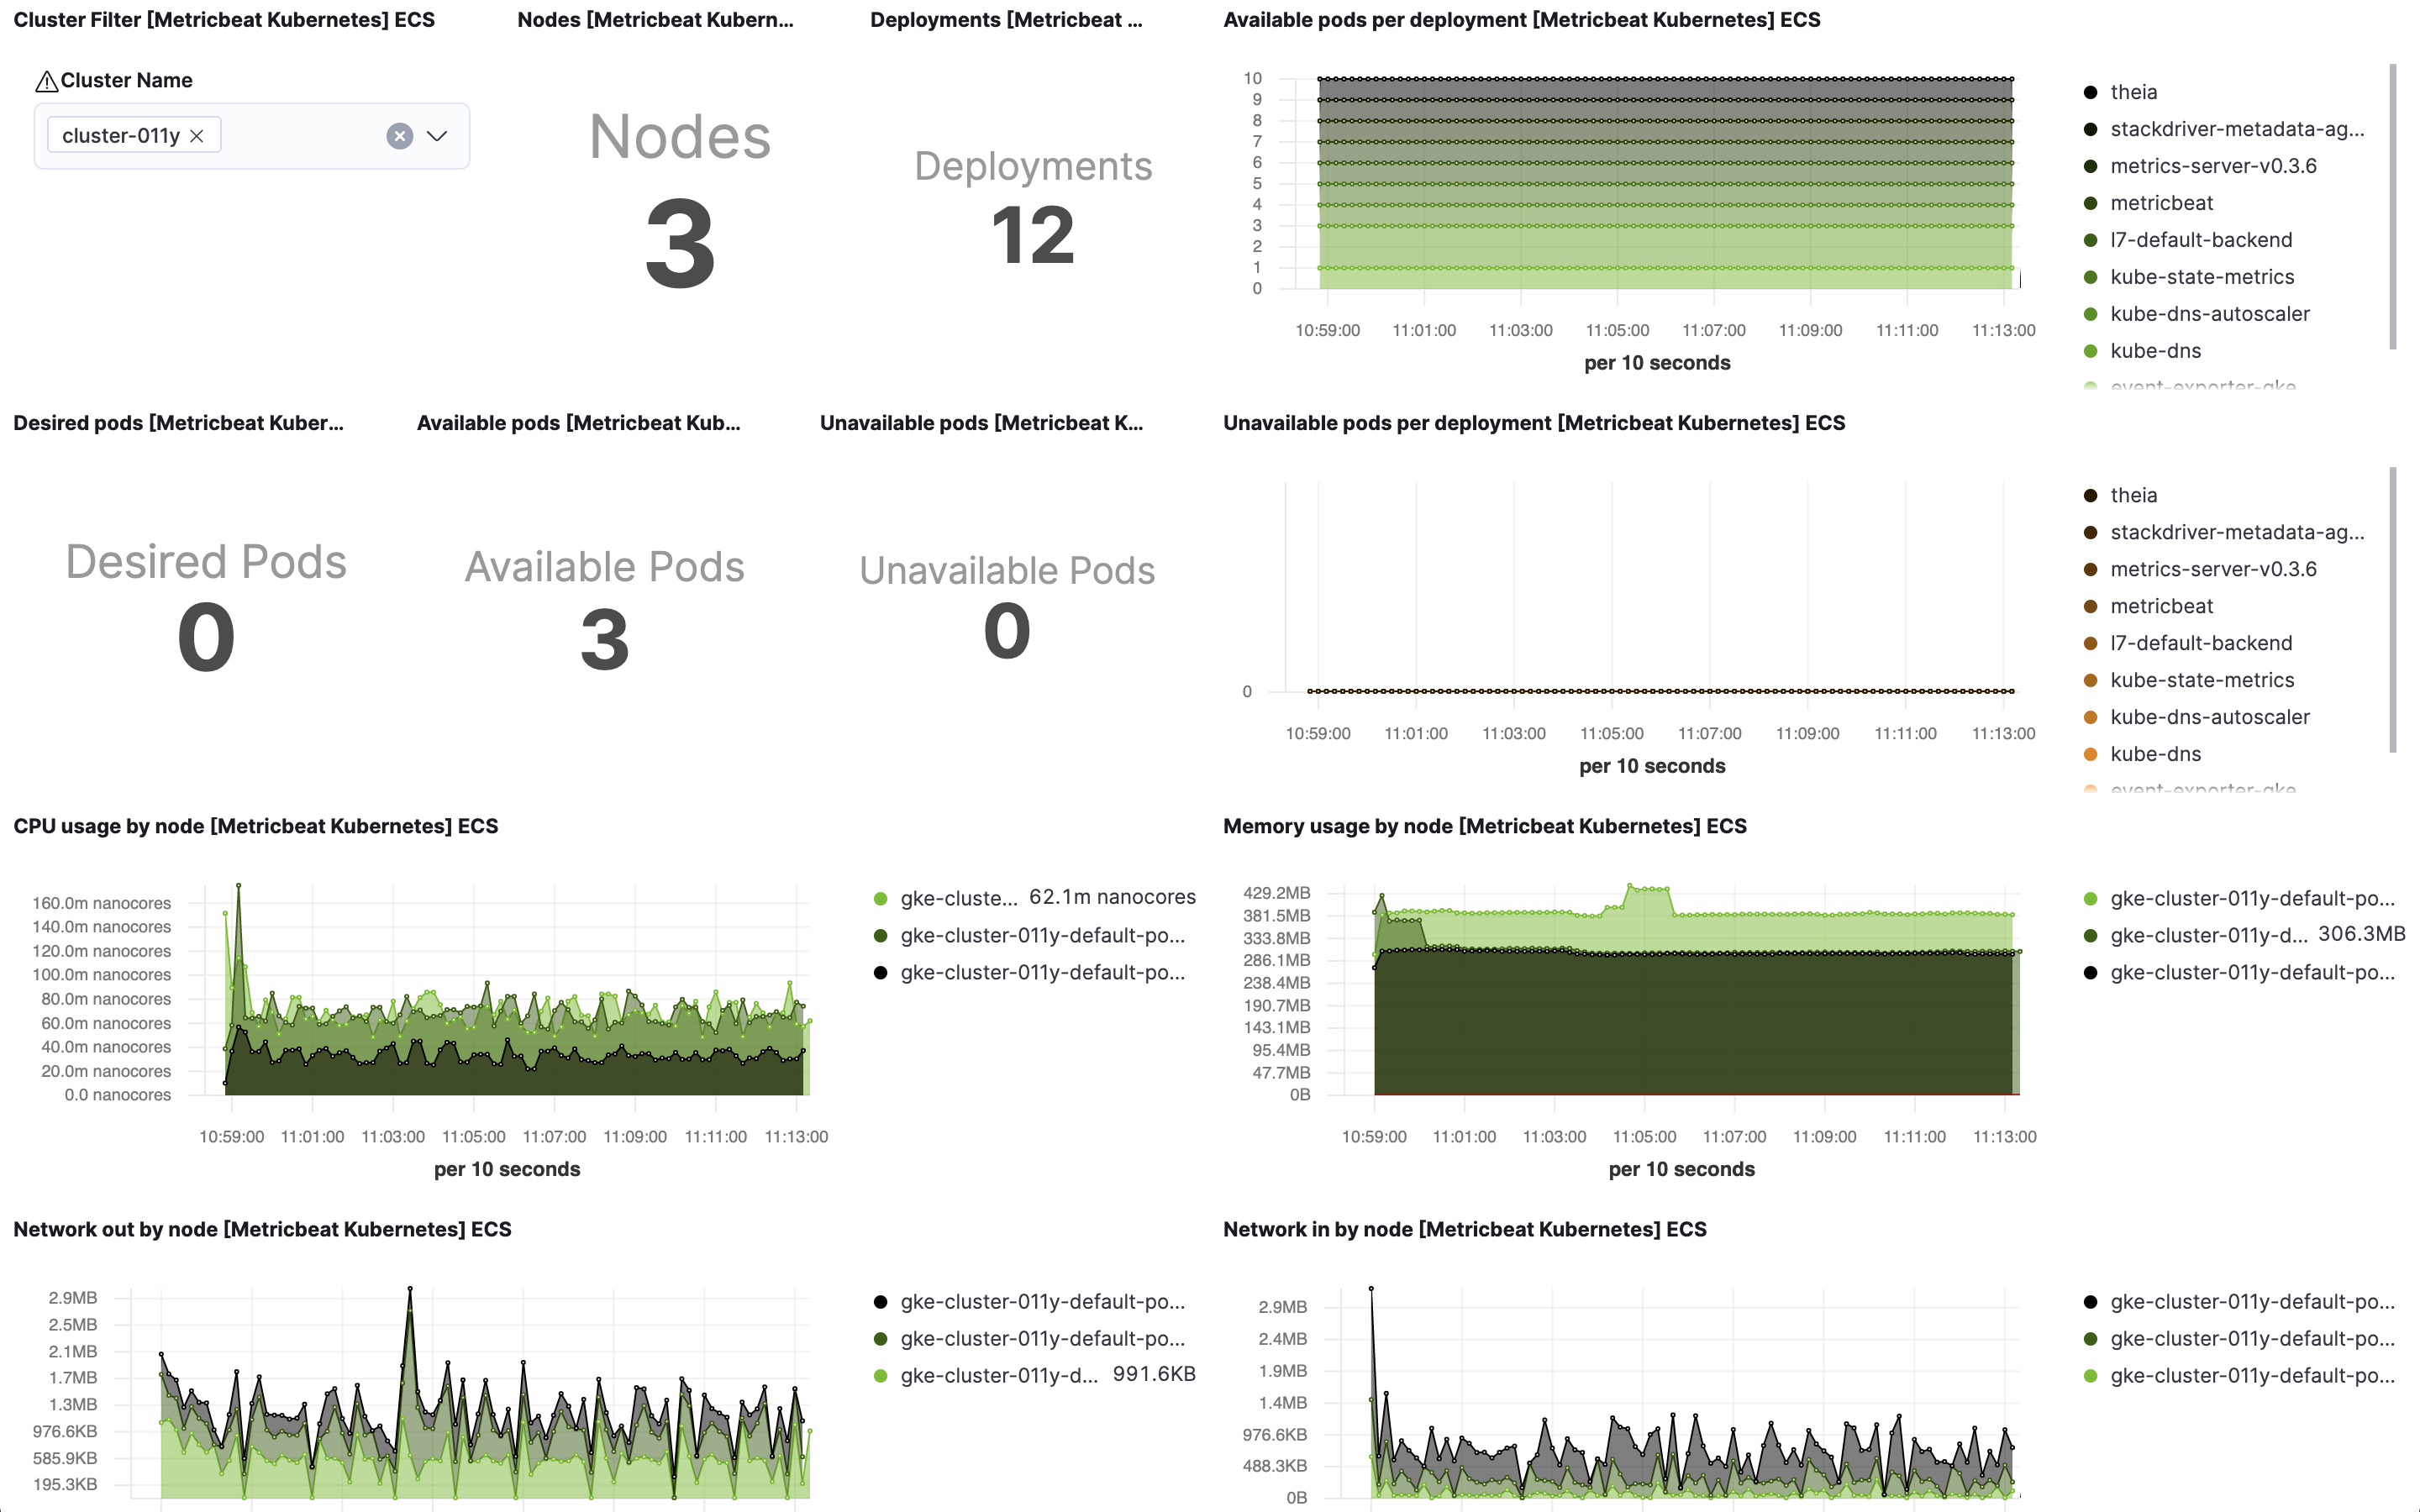 Cluster Filter [Metricbeat Kubernetes] ECS
Cluster Name
cluster-011y
Nodes [Metricbeat Kubern...
Nodes
3
Deployments [Metricbeat ...
Deployments
12
Available pods per deployment [Metricbeat Kubernetes] ECS
10
9
8
7
6
5
4
3
2
1
0
10:59:00 11:01:00 11:03:00 11:05:00 11:07:00 11:09:00 11:11:00 11:13:00
per 10 seconds
theia
stackdriver-metadata-ag...
metrics-server-v0.3.6
metricbeat
l7-default-backend
kube-state-metrics
kube-dns-autoscaler
kube-dns
event-exporter-gke
Desired pods [Metricbeat Kuber...
Desired Pods
0
Available pods [Metricbeat Kub...
Available Pods
3
Unavailable pods [Metricbeat K...
Unavailable Pods
0
Unavailable pods per deployment [Metricbeat Kubernetes] ECS
0
10:59:00 11:01:00 11:03:00 11:05:00 11:07:00 11:09:00 11:11:00 11:13:00
per 10 seconds
theia
stackdriver-metadata-ag...
metrics-server-v0.3.6
metricbeat
l7-default-backend
kube-state-metrics
kube-dns-autoscaler
kube-dns
event-exporter-gke
CPU usage by node [Metricbeat Kubernetes] ECS
160.0m nanocores
140.0m nanocores
120.0m nanocores
100.0m nanocores
80.0m nanocores
60.0m nanocores
40.0m nanocores
20.0m nanocores
0.0 nanocores
10:59:00 11:01:00 11:03:00 11:05:00 11:07:00 11:09:00 11:11:00 11:13:00
per 10 seconds
gke-cluste... 62.1m nanocores
gke-cluster-011y-default-po...
gke-cluster-011y-default-po...
Memory usage by node [Metricbeat Kubernetes] ECS
429.2MB
381.5MB
333.8MB
286.1MB
238.4MB
190.7MB
143.1MB
95.4MB
47.7MB
0B
10:59:00 11:01:00 11:03:00 11:05:00 11:07:00 11:09:00 11:11:00 11:13:00
per 10 seconds
gke-cluster-011y-default-po...
gke-cluster-011y-d... 306.3MB
gke-cluster-011y-default-po...
Network out by node [Metricbeat Kubernetes] ECS
2.9MB
2.5MB
2.1MB
1.7MB
1.3MB
976.6KB
585.9KB
195.3KB
gke-cluster-011y-default-po...
gke-cluster-011y-default-po...
gke-cluster-011y-d... 991.6KB
Network in by node [Metricbeat Kubernetes] ECS
2.9MB
2.4MB
1.9MB
1.4MB
976.6KB
488.3KB
0B
gke-cluster-011y-default-po...
gke-cluster-011y-default-po...
gke-cluster-011y-default-po...